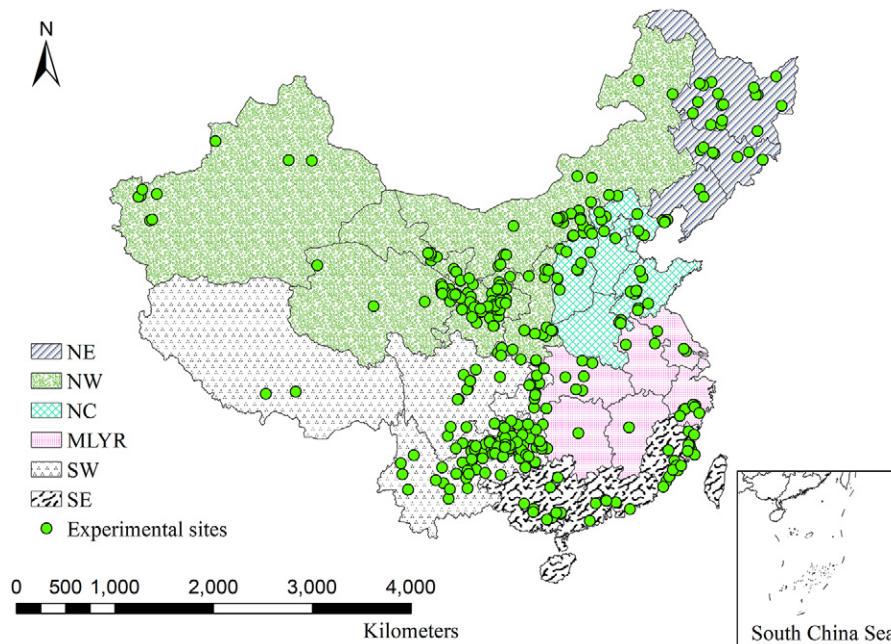 N
NE
NW
NC
MLYR
SW
SE
Experimental sites
0 500 1,000 2,000 3,000 4,000
Kilometers
South China Sea